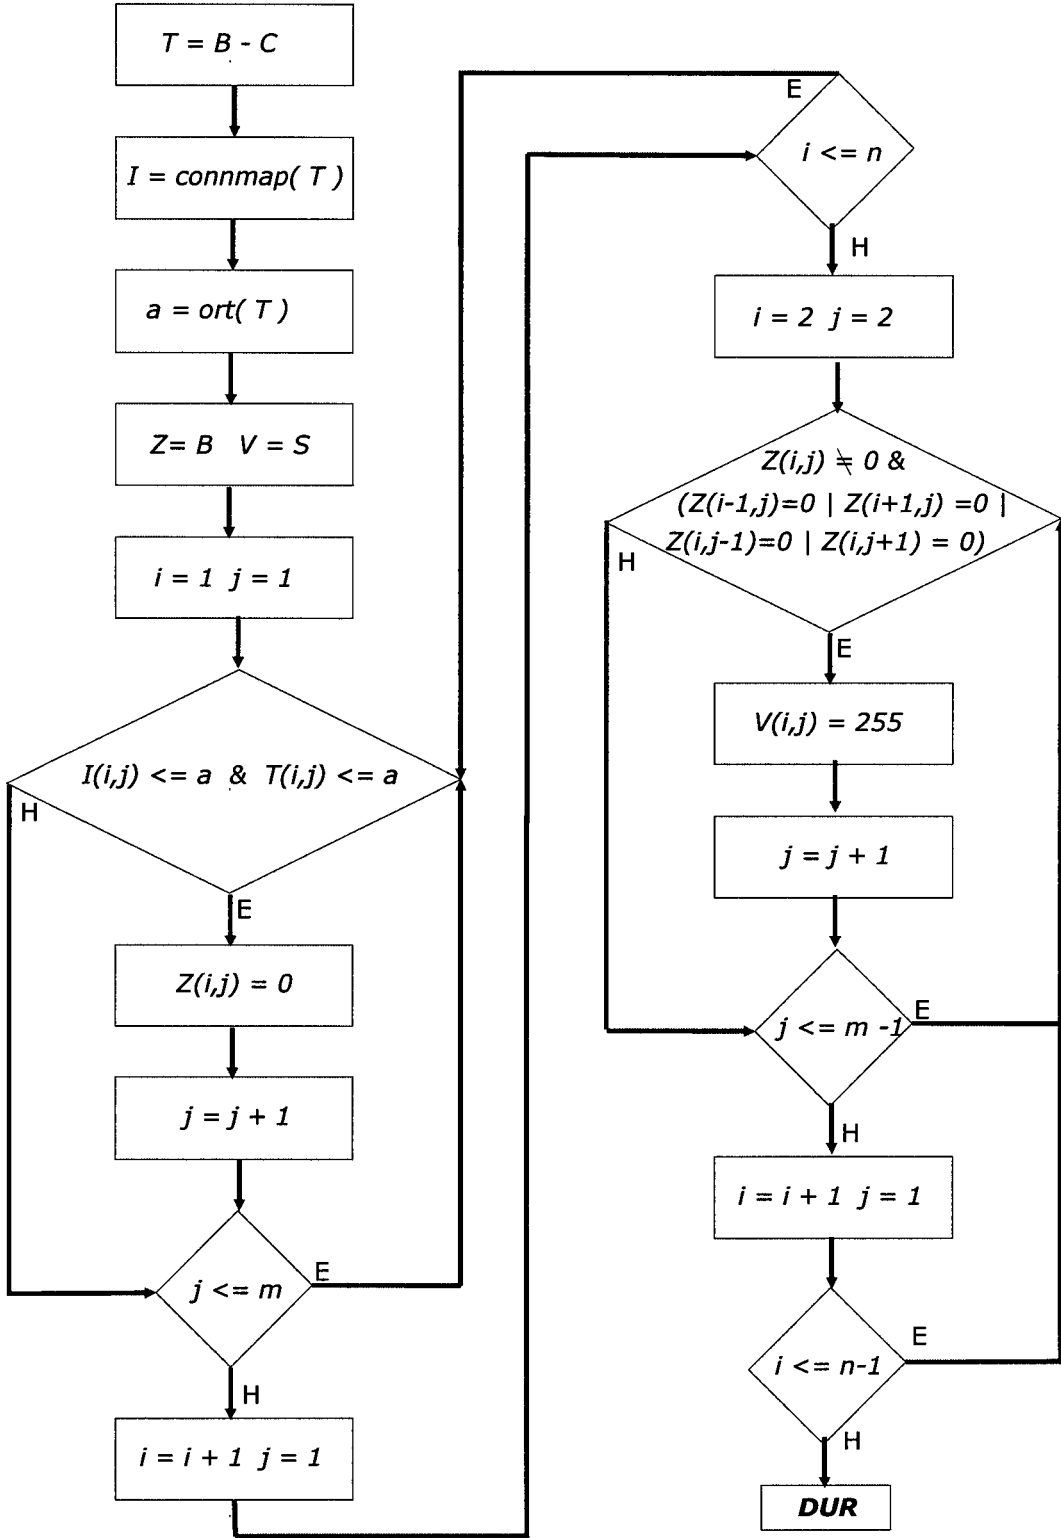 T = B - C
I = connmap( T )
a = ort( T )
Z= B V = S
i = 1 j = 1
I(i,j) <= a & T(i,j) <= a
H
E
Z(i,j) = 0
j = j + 1
j <= m
E
H
i = i + 1 j = 1
E
i <= n
H
i = 2 j = 2
Z(i,j) ≠ 0 &
(Z(i-1,j)=0 | Z(i+1,j) =0 |
Z(i,j-1)=0 | Z(i,j+1) = 0)
H
E
V(i,j) = 255
j = j + 1
j <= m -1
E
H
i = i + 1 j = 1
i <= n-1
E
H
DUR